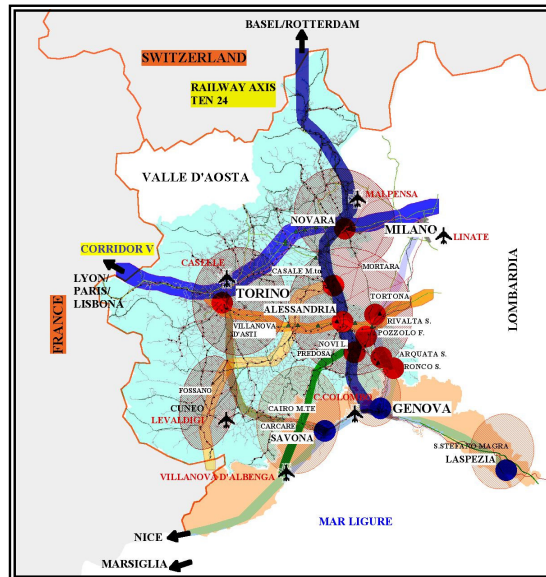 BASEL/ROTTERDAM
SWITZERLAND
RAILWAY AXIS
TEN 24
VALLE D'AOSTA
MALPENSA
NOVARA
MILANO
LINATE
CORRIDOR V
CASELE
CASALE M.to
MORTARA
LYON/
PARIS/
LISBONA
TORINO
LOMBARDIA
TORTONA
ALESSANDRIA
RIVALTA S.
FRANCE
VILLANOVA
D'ASTI
POZZOLO F.
NOVI L.
PREDOSA
ARQUATA S.
RONCO S.
FOSSANO
C.COLOMBO
CUNEO
CAIRO M.TE
GENOVA
LEVALDIGI
CARCARE
SAVONA
S.STEFANO MAGRA
LASPEZIA
VILLANOVA D'ALBENGA
MAR LIGURE
NICE
MARSIGLIA